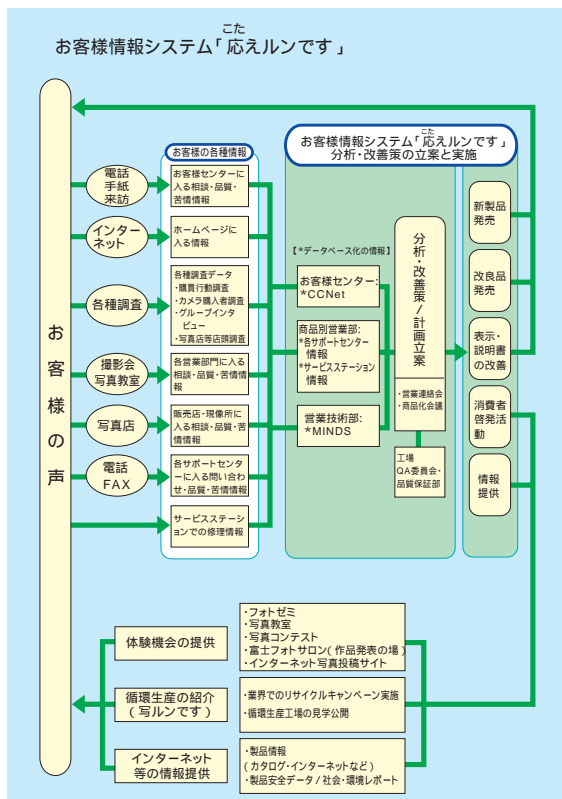 こた
お客様情報システム「応えルンです」
お客様の声
電話
手紙
来訪
インター
ネット
各種調査
撮影会
写真教室
写真店
電話
FAX
お客様の各種情報
お客様センターに
入る相談・品質・
苦情情報
ホームページに
入る情報
各種調査データ
・購買行動調査
・カメラ購入者調査
・グループインタ
ビュー
・写真店等店頭調査
各営業部門に入る
相談・品質・苦情情
報
販売店・現像所に
入る相談・品質・苦
情情報
各サポートセンタ
ーに入る問い合わ
せ・品質・苦情情報
サービスステーシ
ョンでの修理情報
こた
お客様情報システム「応えルンです」
分析・改善策の立案と実施
【*データベース化の情報】
お客様センター:
*CCNet
商品別営業部:
*各サポートセンター
情報
*サービスステーション
情報
営業技術部:
*MINDS
分析・改善策/計画立案
・営業連絡会
・商品化会議
工場
QA委員会・
品質保証部
新製品
発売
改良品
発売
表示・
説明書
の改善
消費者
啓発活
動
情報
提供
体験機会の提供
・フォトゼミ
・写真教室
・写真コンテスト
・富士フォトサロン(作品発表の場)
・インターネット写真投稿サイト
循環生産の紹介
(写ルンです)
・業界でのリサイクルキャンペーン実施
・循環生産工場の見学公開
インターネット
等の情報提供
・製品情報
(カタログ・インターネットなど)
・製品安全データ/社会・環境レポート